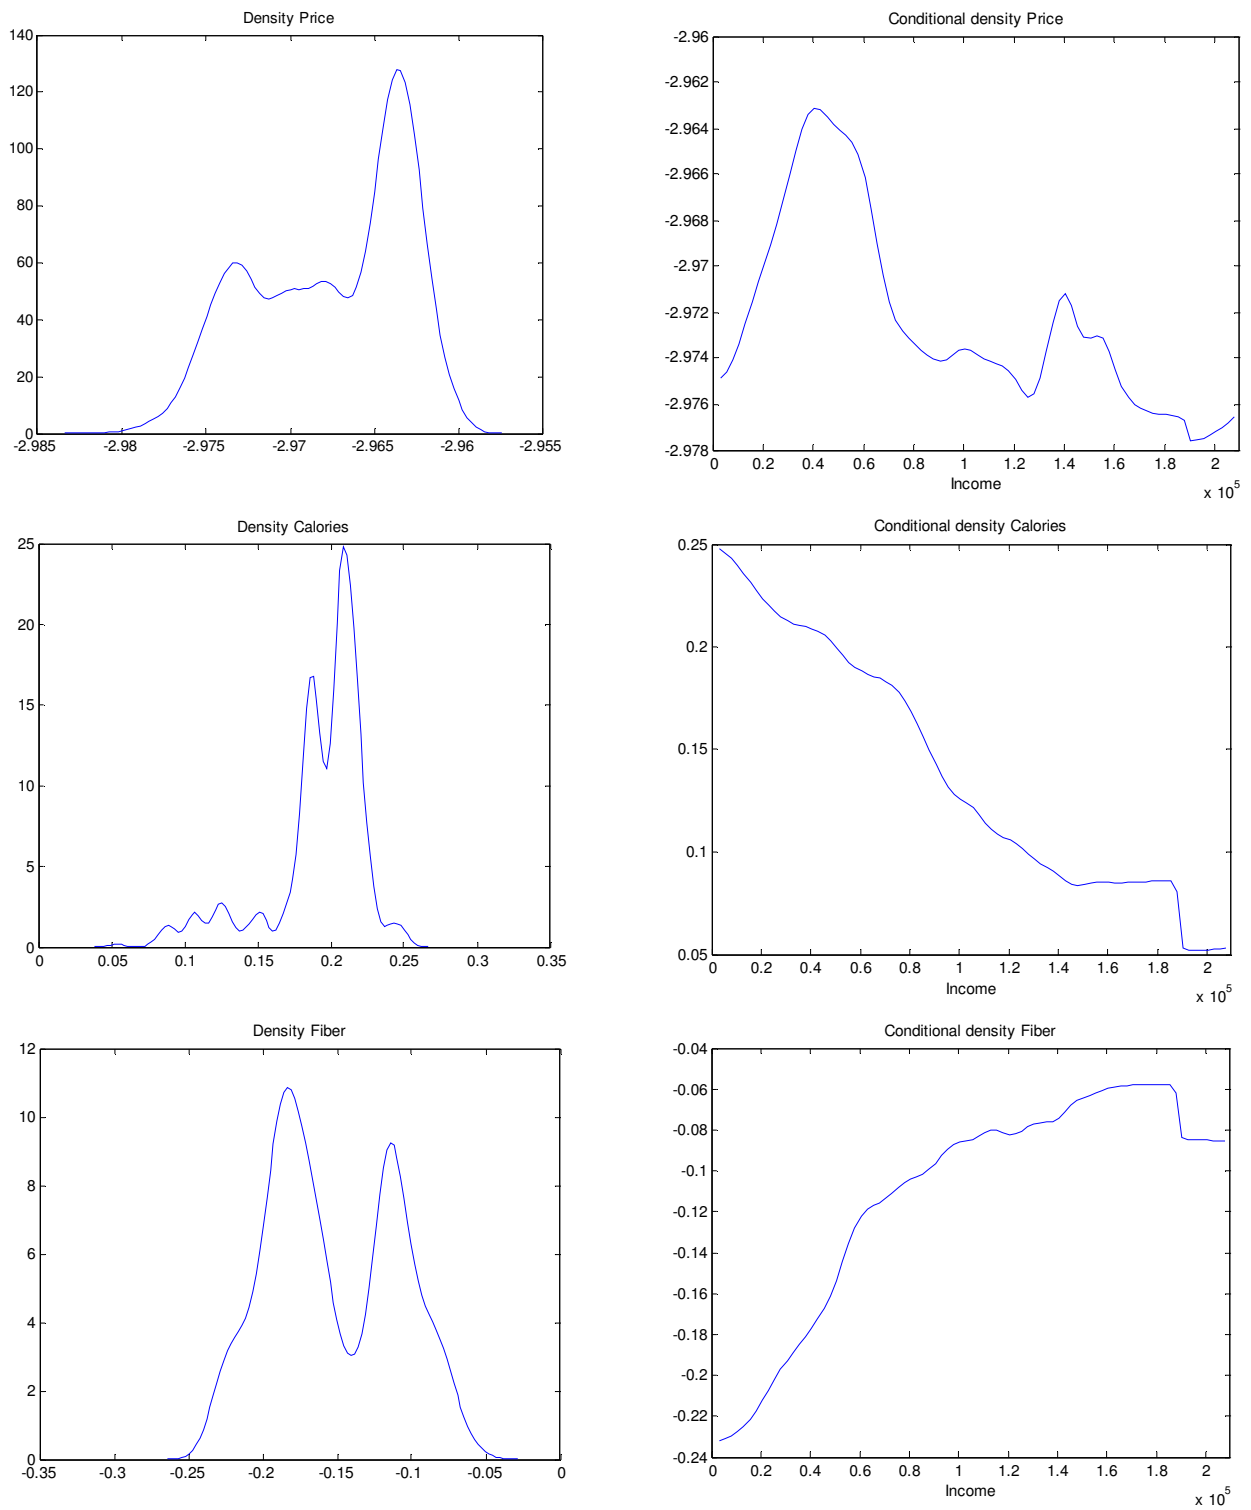 Density Price
140
120
100
80
60
40
20
0
-2.985 -2.98 -2.975 -2.97 -2.965 -2.96 -2.955
Conditional density Price
-2.96
-2.962
-2.964
-2.966
-2.968
-2.97
-2.972
-2.974
-2.976
-2.978
0 0.2 0.4 0.6 0.8 1 1.2 1.4 1.6 1.8 2
Income
x 10^5
Density Calories
25
20
15
10
5
0
0 0.05 0.1 0.15 0.2 0.25 0.3 0.35
Conditional density Calories
0.25
0.2
0.15
0.1
0.05
0 0.2 0.4 0.6 0.8 1 1.2 1.4 1.6 1.8 2
Income
x 10^5
Density Fiber
12
10
8
6
4
2
0
-0.35 -0.3 -0.25 -0.2 -0.15 -0.1 -0.05 0
Conditional density Fiber
-0.04
-0.06
-0.08
-0.1
-0.12
-0.14
-0.16
-0.18
-0.2
-0.22
-0.24
0 0.2 0.4 0.6 0.8 1 1.2 1.4 1.6 1.8 2
Income
x 10^5